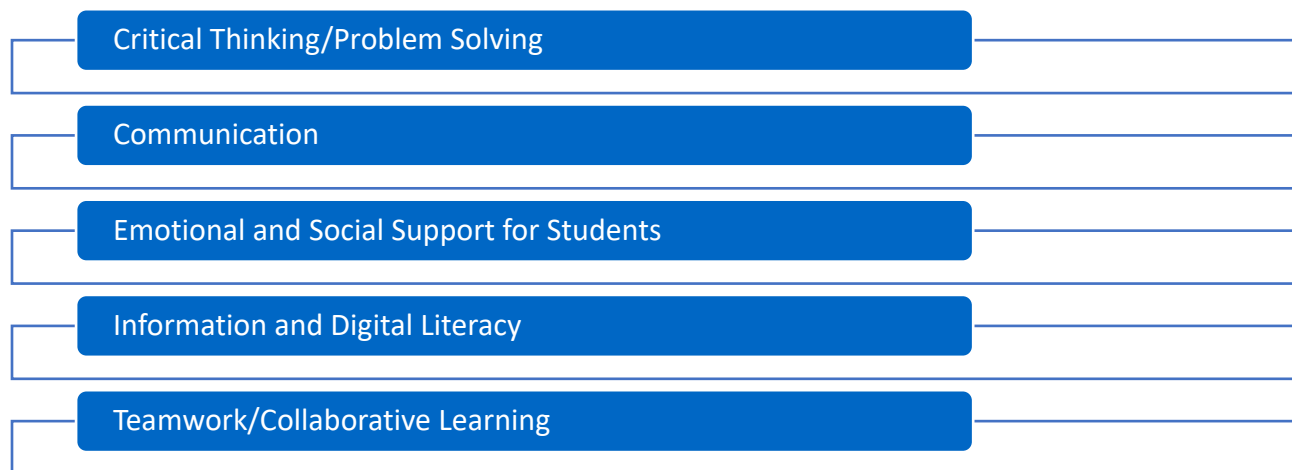 Critical Thinking/Problem Solving
Communication
Emotional and Social Support for Students
Information and Digital Literacy
Teamwork/Collaborative Learning